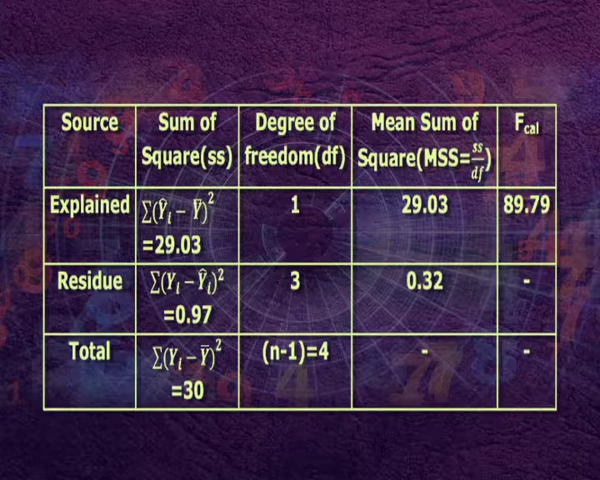 Source Sum of Degree of Mean Sum of F_cal
Square(ss) freedom(df) Square(MSS=ss/df)
Explained ∑(Ŷᵢ − Ȳ)² 1 29.03 89.79
=29.03
Residue ∑(Yᵢ − Ŷᵢ)² 3 0.32 -
=0.97
Total ∑(Yᵢ − Ȳ)² (n-1)=4 - -
=30